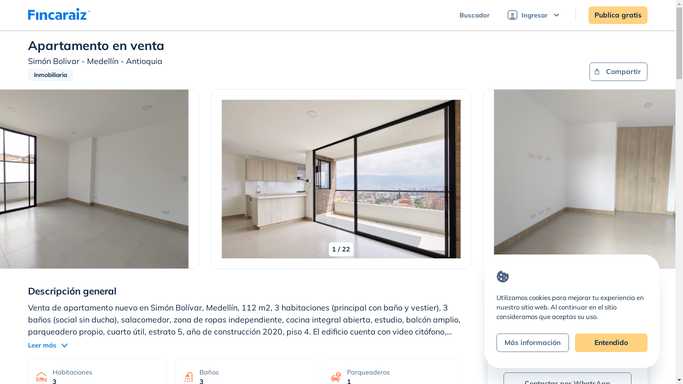 Fincaraíz
Buscador
Ingresar
Publica gratis
Apartamento en venta
Simón Bolivar - Medellín - Antioquia
Inmobiliaria
Compartir
1 / 22
Descripción general
Venta de apartamento nuevo en Simón Bolívar, Medellín, 112 m2, 3 habitaciones (principal con baño y vestier), 3
baños (social sin ducha), salacomedor, zona de ropas independiente, cocina integral abierta, estudio, balcón amplio,
parqueadero propio, cuarto útil, estrato 5, año de construcción 2020, piso 4. El edificio cuenta con video citófono,...
Leer más
Habitaciones
3
Baños
3
Parqueaderos
1
Utilizamos cookies para mejorar tu experiencia en
nuestro sitio web. Al continuar en el sitio
consideramos que aceptas su uso.
Más información
Entendido
Contactar por WhatsApp